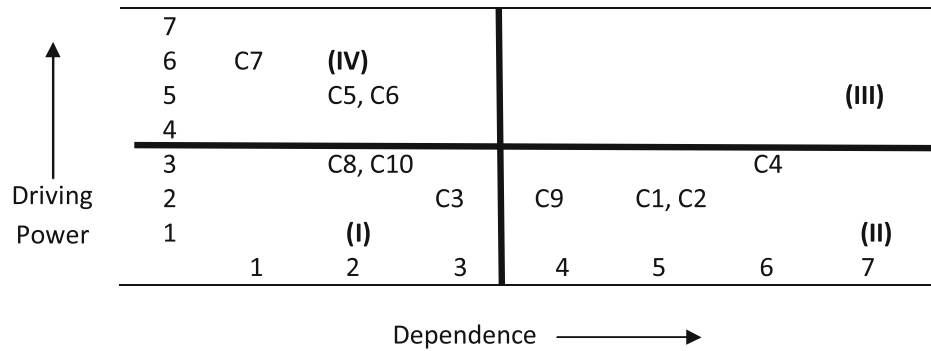 7
6 C7 (IV)
5 C5, C6 (III)
4
3 C8, C10 C4
Driving 2 C3 C9 C1, C2
Power 1 (I) (II)
1 2 3 4 5 6 7
Dependence